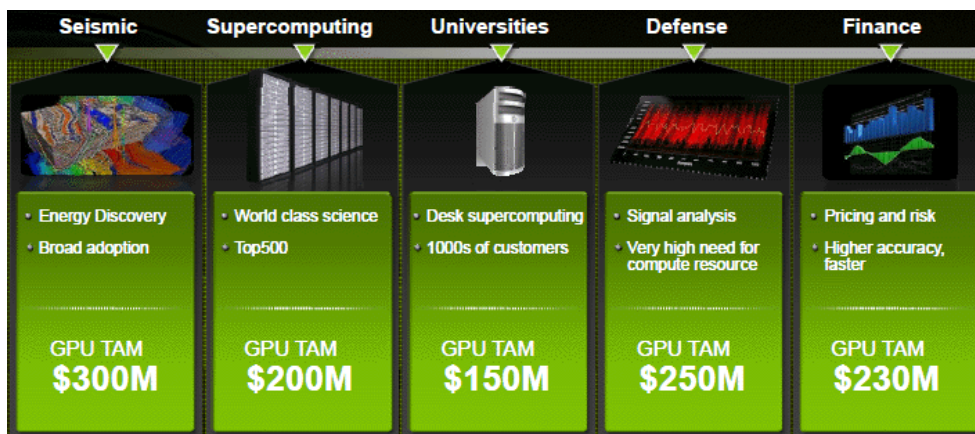 Seismic
Supercomputing
Universities
Defense
Finance
Energy Discovery
Broad adoption
GPU TAM
$300M
World class science
Top500
GPU TAM
$200M
Desk supercomputing
1000s of customers
GPU TAM
$150M
Signal analysis
Very high need for
compute resource
GPU TAM
$250M
Pricing and risk
Higher accuracy,
faster
GPU TAM
$230M